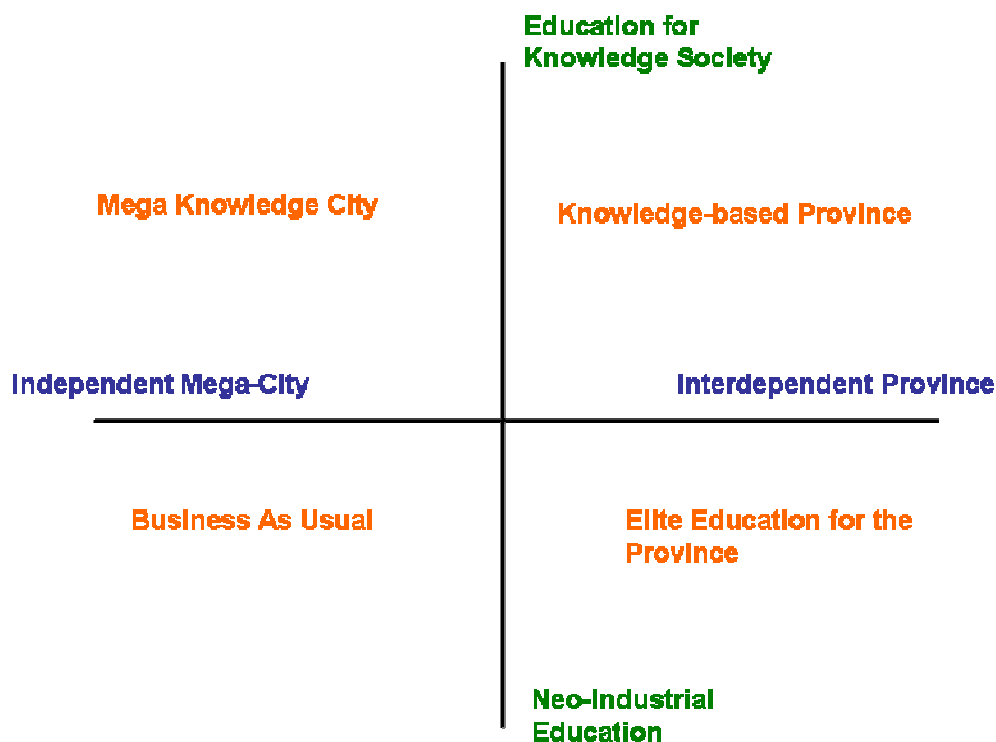 Education for
Knowledge Society
Mega Knowledge City
Knowledge-based Province
Independent Mega-City
Interdependent Province
Business As Usual
Elite Education for the
Province
Neo-Industrial
Education